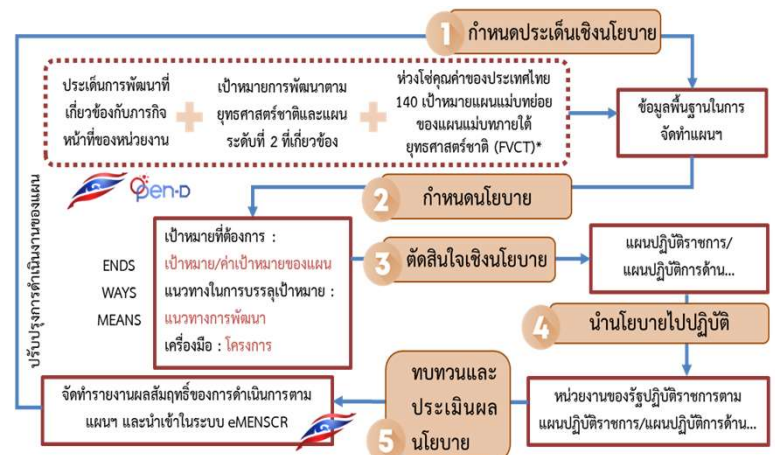 1 กำหนดประเด็นเชิงนโยบาย
ประเด็นการพัฒนาที่
เกี่ยวข้องกับภารกิจ
หน้าที่ของหน่วยงาน
เป้าหมายการพัฒนาตาม
ยุทธศาสตร์ชาติและแผน
ระดับที่ 2 ที่เกี่ยวข้อง
ห่วงโซ่คุณค่าของประเทศไทย
140 เป้าหมายแผนแม่บทย่อย
ของแผนแม่บทภายใต้
ยุทธศาสตร์ชาติ (FVCT)*
ข้อมูลพื้นฐานในการ
จัดทำแผนฯ
Open-D
2 กำหนดนโยบาย
ENDS
WAYS
MEANS
เป้าหมายที่ต้องการ :
เป้าหมาย/ค่าเป้าหมายของแผน
แนวทางในการบรรลุเป้าหมาย :
แนวทางการพัฒนา
เครื่องมือ : โครงการ
3 ตัดสินใจเชิงนโยบาย
แผนปฏิบัติราชการ/
แผนปฏิบัติการด้าน...
4 นำนโยบายไปปฏิบัติ
หน่วยงานของรัฐปฏิบัติราชการตาม
แผนปฏิบัติราชการ/แผนปฏิบัติการด้าน...
ทบทวนและ
ประเมินผล
5 นโยบาย
จัดทำรายงานผลสัมฤทธิ์ของการดำเนินการตาม
แผนฯ และนำเข้าในระบบ eMENSCR
ปรับปรุงการดำเนินงานของแผน